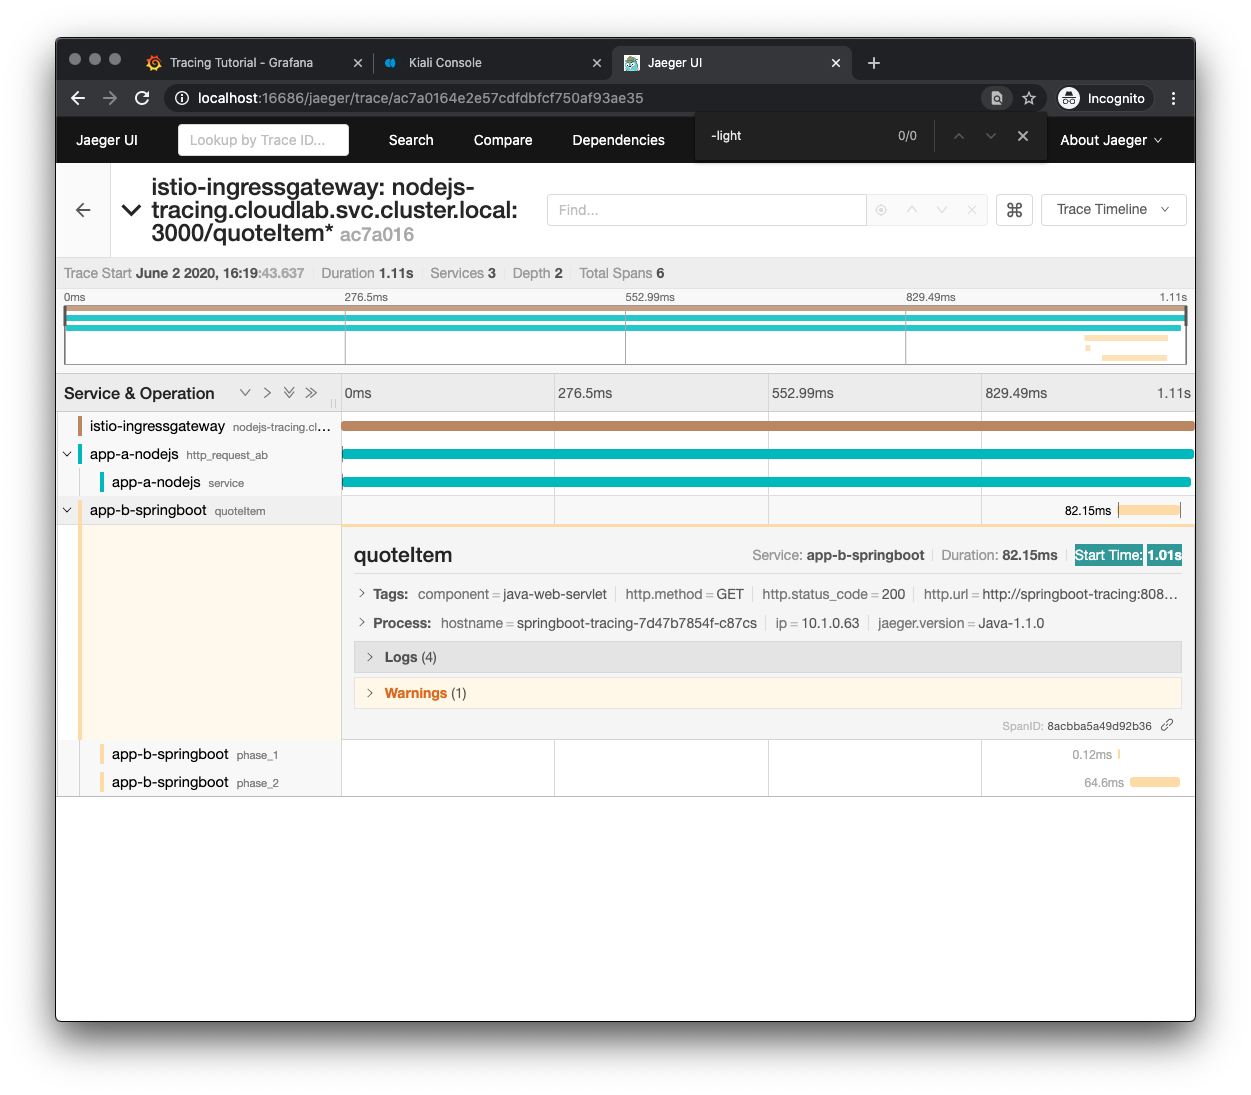 Tracing Tutorial - Grafana
Kiali Console
Jaeger UI
localhost:16686/jaeger/trace/ac7a0164e2e57cdfdbfcf750af93ae35
Incognito
-light
0/0
Jaeger UI
Lookup by Trace ID...
Search
Compare
Dependencies
About Jaeger
istio-ingressgateway: nodejs-
tracing.cloudlab.svc.cluster.local:
3000/quoteItem* ac7a016
Find...
⌘
Trace Timeline
Trace Start June 2 2020, 16:19:43.637 Duration 1.11s Services 3 Depth 2 Total Spans 6
0ms 276.5ms 552.99ms 829.49ms 1.11s
Service & Operation 0ms 276.5ms 552.99ms 829.49ms 1.11s
istio-ingressgateway nodejs-tracing.cl...
app-a-nodejs http_request_ab
app-a-nodejs service
app-b-springboot quoteItem 82.15ms
quoteItem Service: app-b-springboot Duration: 82.15ms Start Time: 1.01s
Tags: component = java-web-servlet http.method = GET http.status_code = 200 http.url = http://springboot-tracing:808...
Process: hostname = springboot-tracing-7d47b7854f-c87cs ip = 10.1.0.63 jaeger.version = Java-1.1.0
Logs (4)
Warnings (1)
SpanID: 8acbba5a49d92b36
app-b-springboot phase_1 0.12ms
app-b-springboot phase_2 64.6ms